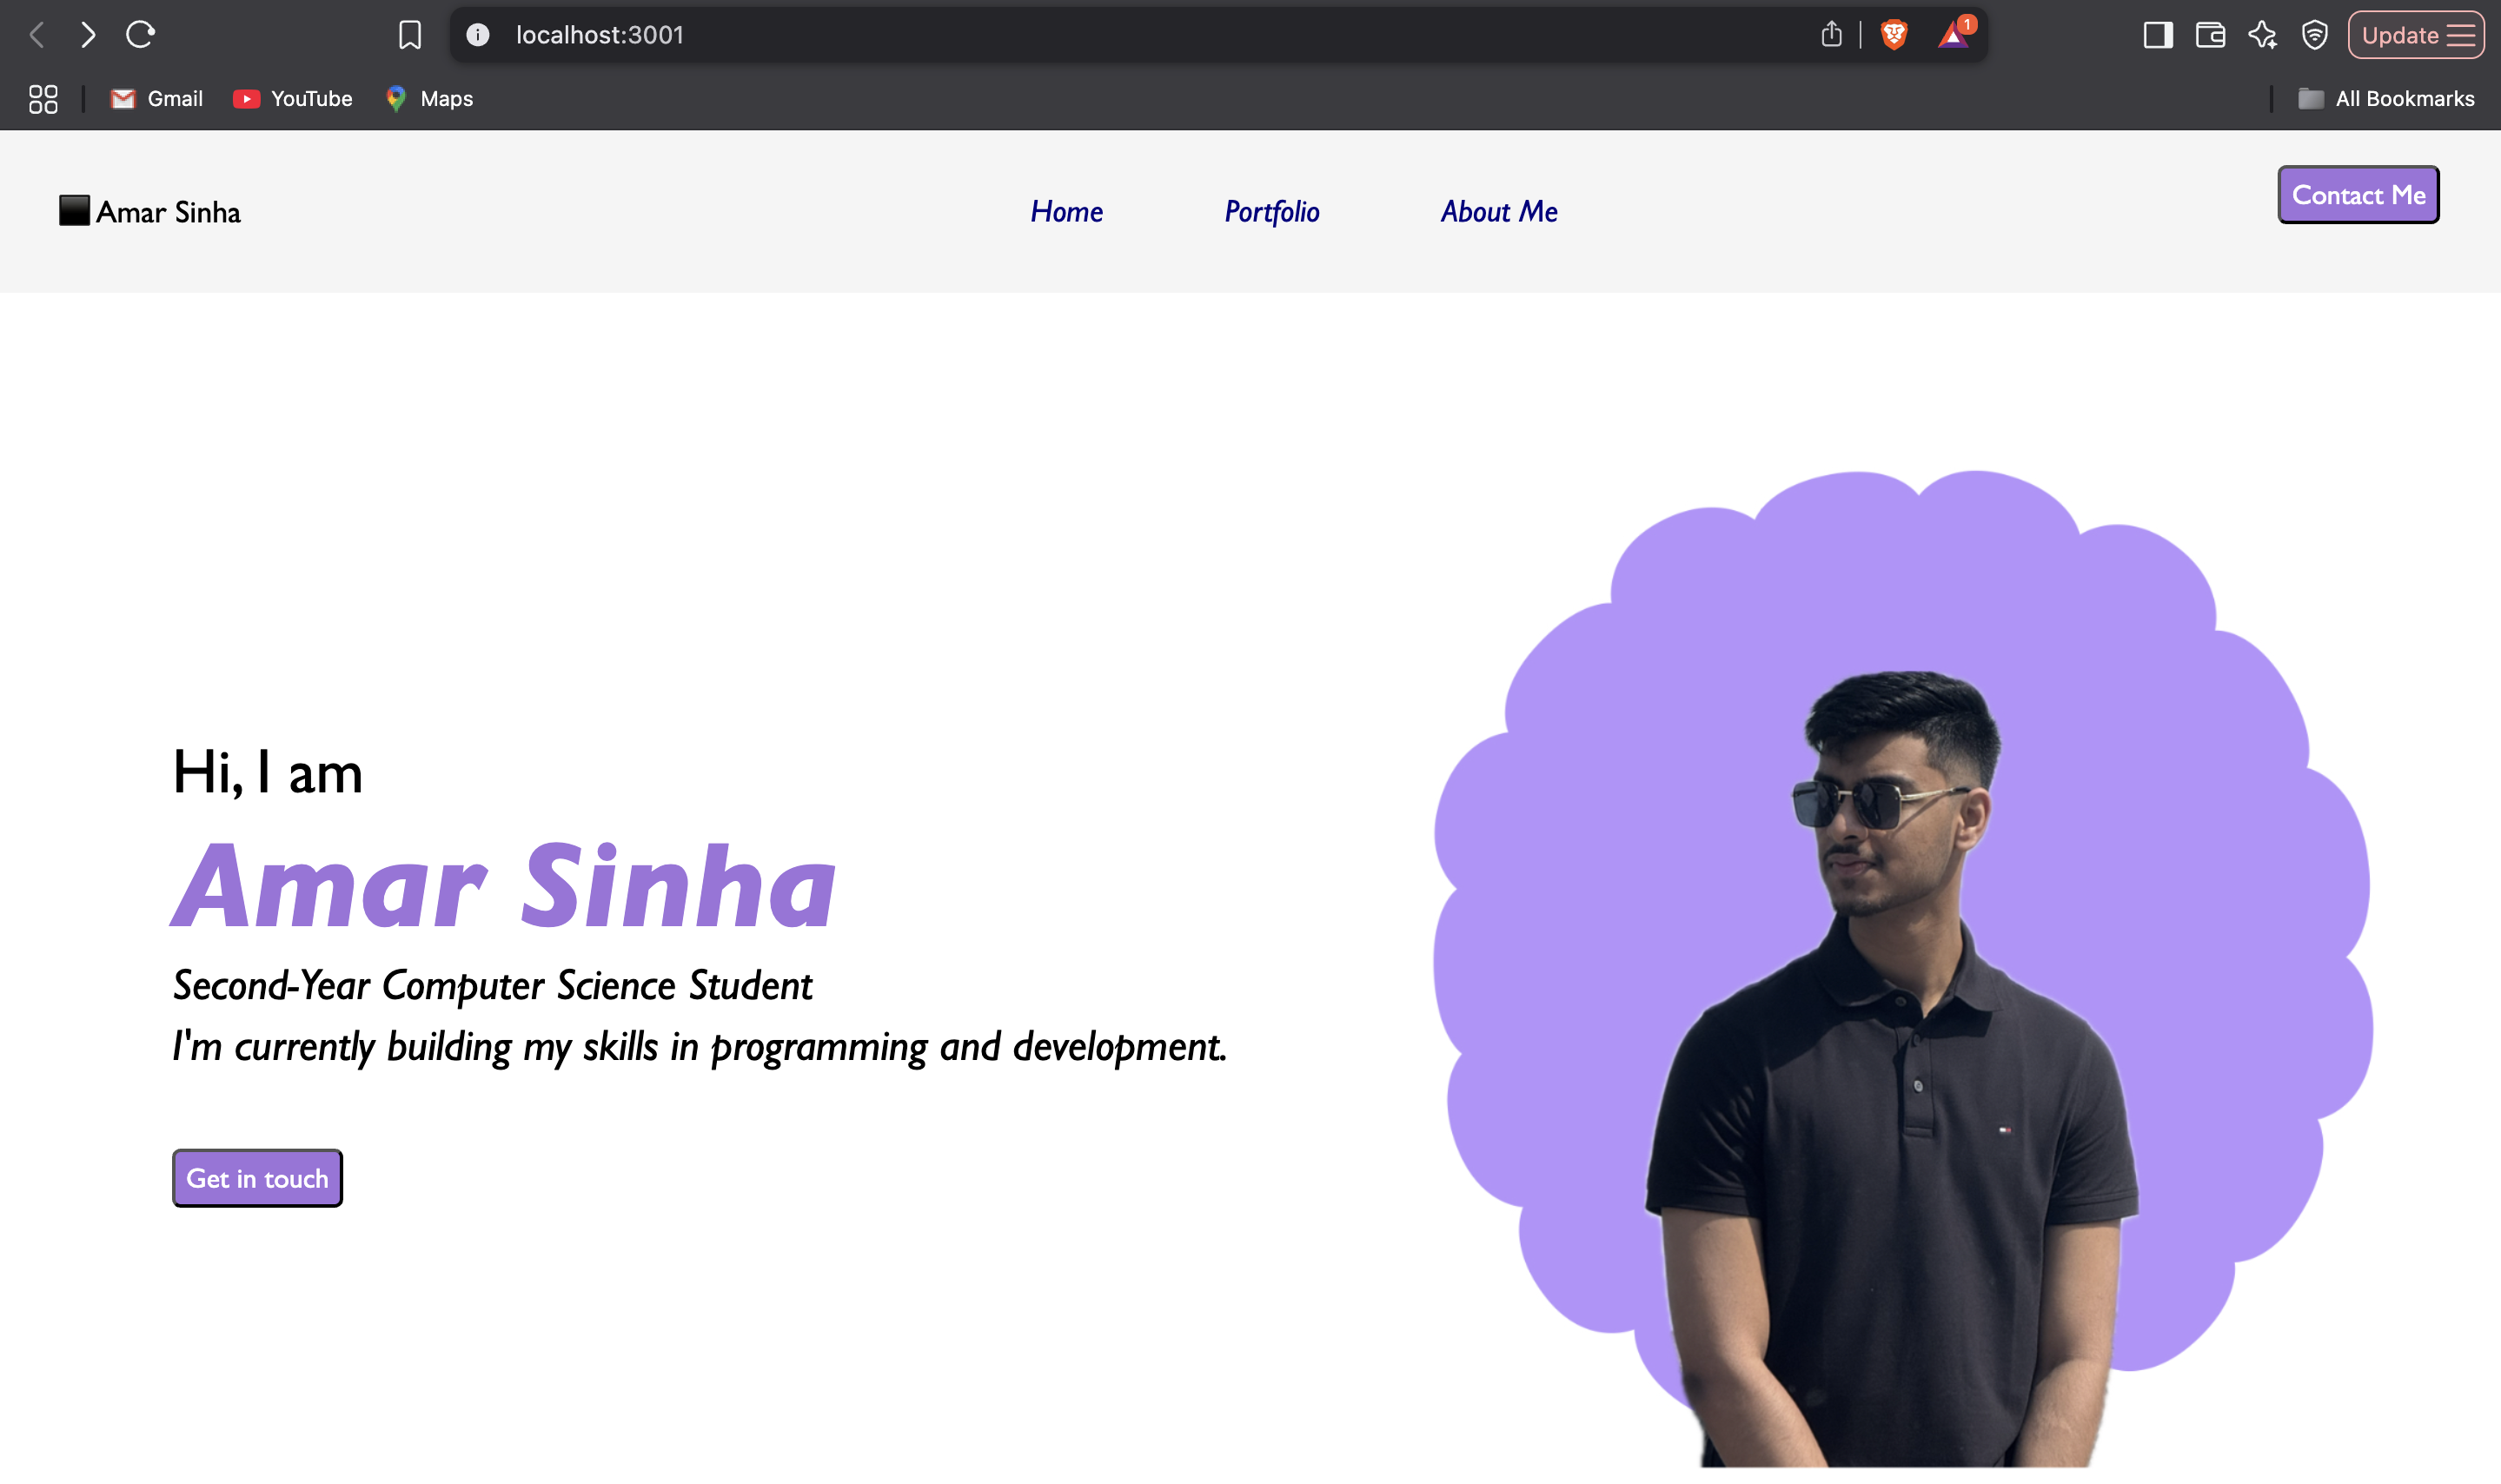 localhost:3001
1
Update
Gmail
YouTube
Maps
All Bookmarks
Amar Sinha
Home
Portfolio
About Me
Contact Me
Hi, I am
Amar Sinha
Second-Year Computer Science Student
I'm currently building my skills in programming and development.
Get in touch